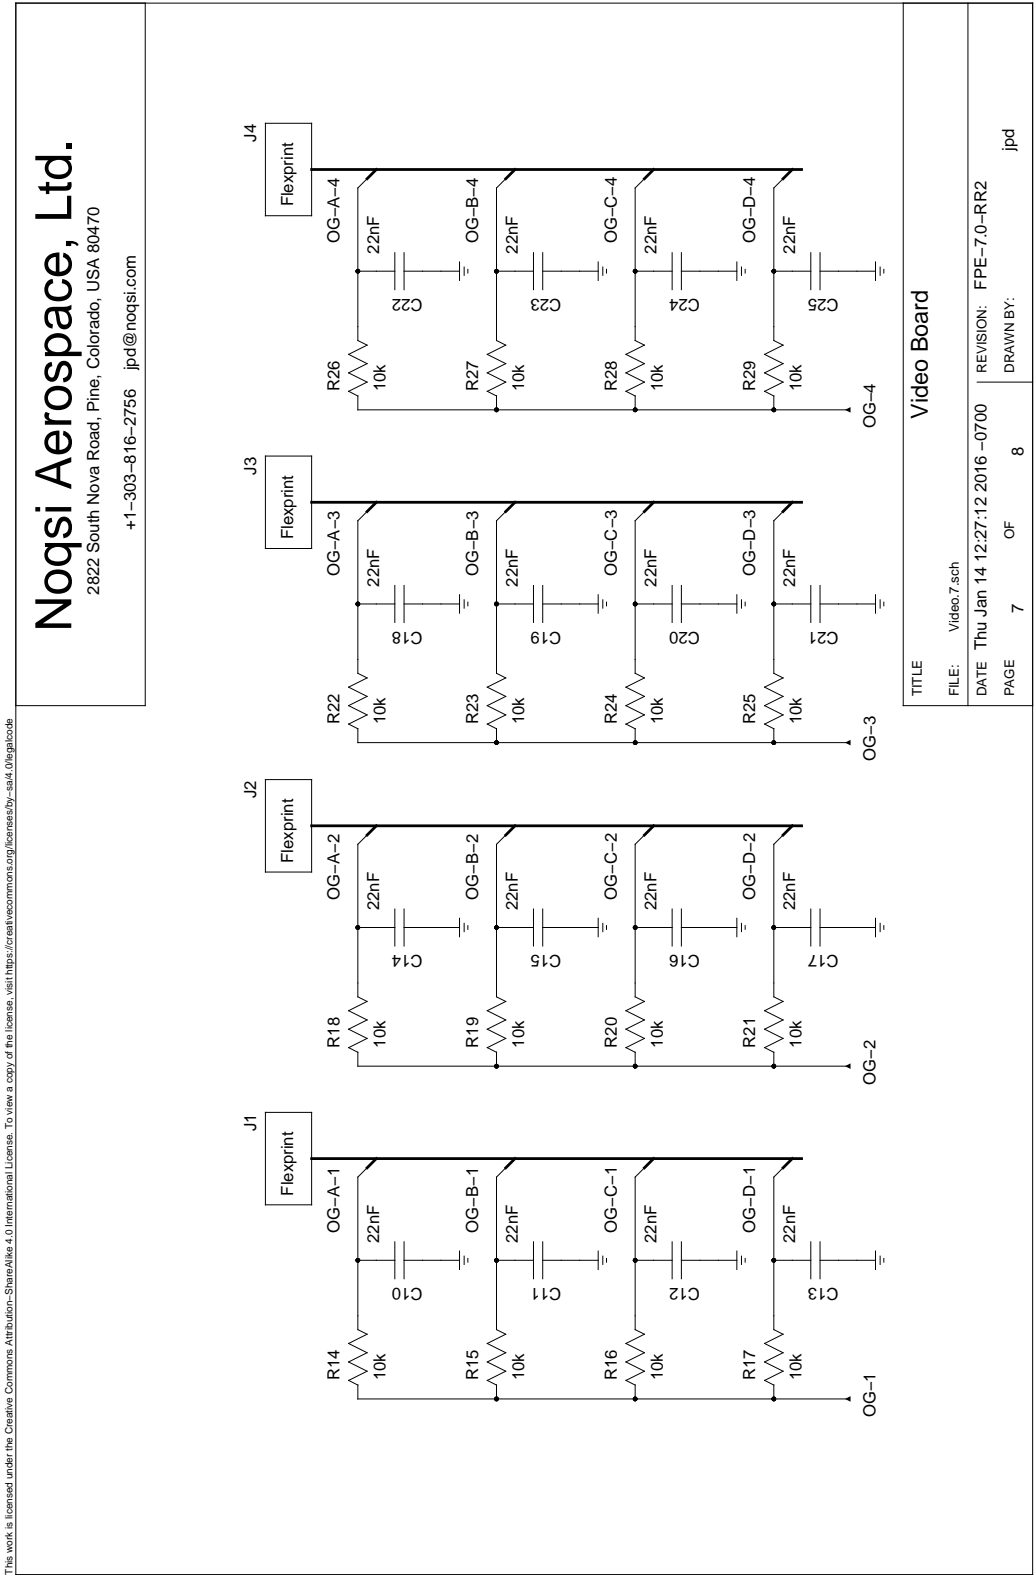 This work is licensed under the Creative Commons Attribution−ShareAlike 4.0 International License. To view a copy of the license, visit https://creativecommons.org/licenses/by−sa/4.0/legalcode
Noqsi Aerospace, Ltd.
2822 South Nova Road, Pine, Colorado, USA 80470
+1−303−816−2756 jpd@noqsi.com
J1
Flexprint
OG−A−1
R14
10k
22nF
C10
OG−B−1
R15
10k
22nF
C11
OG−C−1
R16
10k
22nF
C12
OG−D−1
R17
10k
22nF
C13
OG−1
J2
Flexprint
OG−A−2
R18
10k
22nF
C14
OG−B−2
R19
10k
22nF
C15
OG−C−2
R20
10k
22nF
C16
OG−D−2
R21
10k
22nF
C17
OG−2
J3
Flexprint
OG−A−3
R22
10k
22nF
C18
OG−B−3
R23
10k
22nF
C19
OG−C−3
R24
10k
22nF
C20
OG−D−3
R25
10k
22nF
C21
OG−3
J4
Flexprint
OG−A−4
R26
10k
22nF
C22
OG−B−4
R27
10k
22nF
C23
OG−C−4
R28
10k
22nF
C24
OG−D−4
R29
10k
22nF
C25
OG−4
TITLE
Video Board
FILE: Video.7.sch
DATE Thu Jan 14 12:27:12 2016 −0700
REVISION: FPE−7.0−RR2
PAGE 7 OF 8
DRAWN BY: jpd